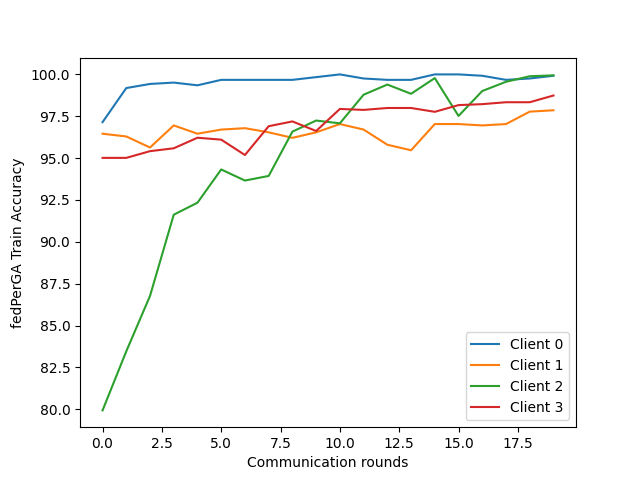 100.0
97.5
95.0
92.5
90.0
87.5
85.0
82.5
80.0
fedPerGA Train Accuracy
0.0 2.5 5.0 7.5 10.0 12.5 15.0 17.5
Communication rounds
Client 0
Client 1
Client 2
Client 3